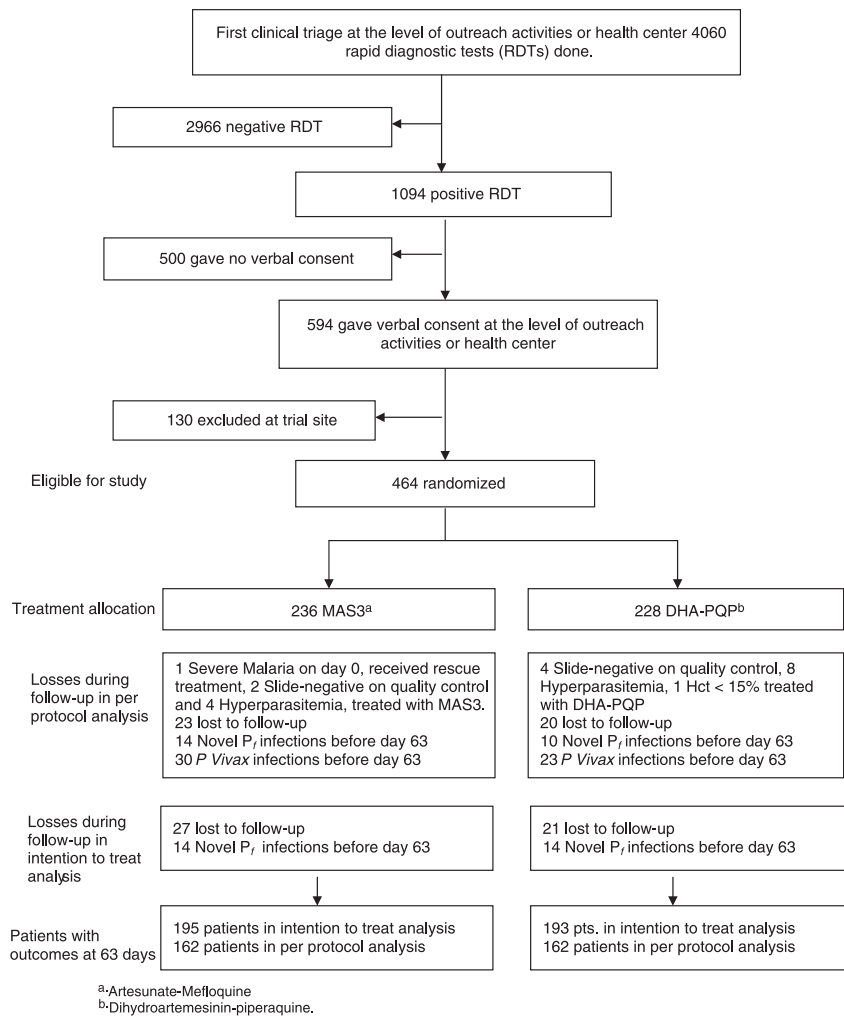 First clinical triage at the level of outreach activities or health center 4060
rapid diagnostic tests (RDTs) done.
2966 negative RDT
1094 positive RDT
500 gave no verbal consent
594 gave verbal consent at the level of outreach
activities or health center
130 excluded at trial site
Eligible for study
464 randomized
Treatment allocation
236 MAS3a
228 DHA-PQPb
Losses during
follow-up in per
protocol analysis
1 Severe Malaria on day 0, received rescue
treatment, 2 Slide-negative on quality control
and 4 Hyperparasitemia, treated with MAS3.
23 lost to follow-up
14 Novel Pf infections before day 63
30 P Vivax infections before day 63
4 Slide-negative on quality control, 8
Hyperparasitemia, 1 Hct < 15% treated
with DHA-PQP
20 lost to follow-up
10 Novel Pf infections before day 63
23 P Vivax infections before day 63
Losses during
follow-up in
intention to treat
analysis
27 lost to follow-up
14 Novel Pf infections before day 63
21 lost to follow-up
14 Novel Pf infections before day 63
Patients with
outcomes at 63 days
195 patients in intention to treat analysis
162 patients in per protocol analysis
193 pts. in intention to treat analysis
162 patients in per protocol analysis
a.Artesunate-Mefloquine
b.Dihydroartemesinin-piperaquine.